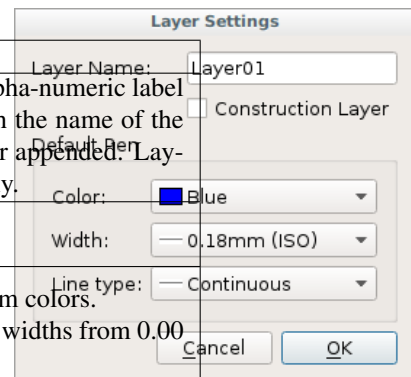 Layer Settings
Layer Name: Layer01
pha-numeric label
Construction Layer
n the name of the
Default Pen
r appended. Lay-
y.
Color: Blue
Width: 0.18mm (ISO)
Line type: Continuous
m colors.
widths from 0.00
Cancel OK